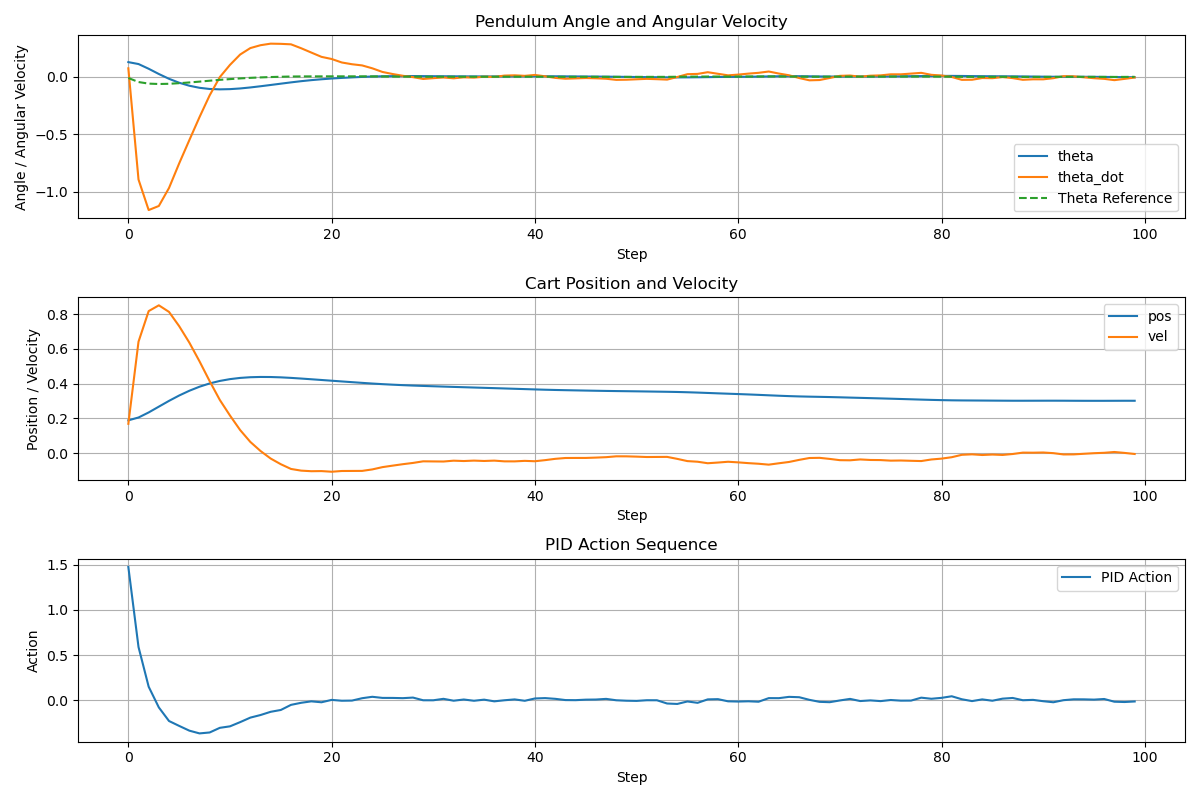 Pendulum Angle and Angular Velocity
Angle / Angular Velocity
0.0
−0.5
−1.0
theta
theta_dot
Theta Reference
0 20 40 60 80 100
Step
Cart Position and Velocity
Position / Velocity
0.8
0.6
0.4
0.2
0.0
pos
vel
0 20 40 60 80 100
Step
PID Action Sequence
Action
1.5
1.0
0.5
0.0
PID Action
0 20 40 60 80 100
Step